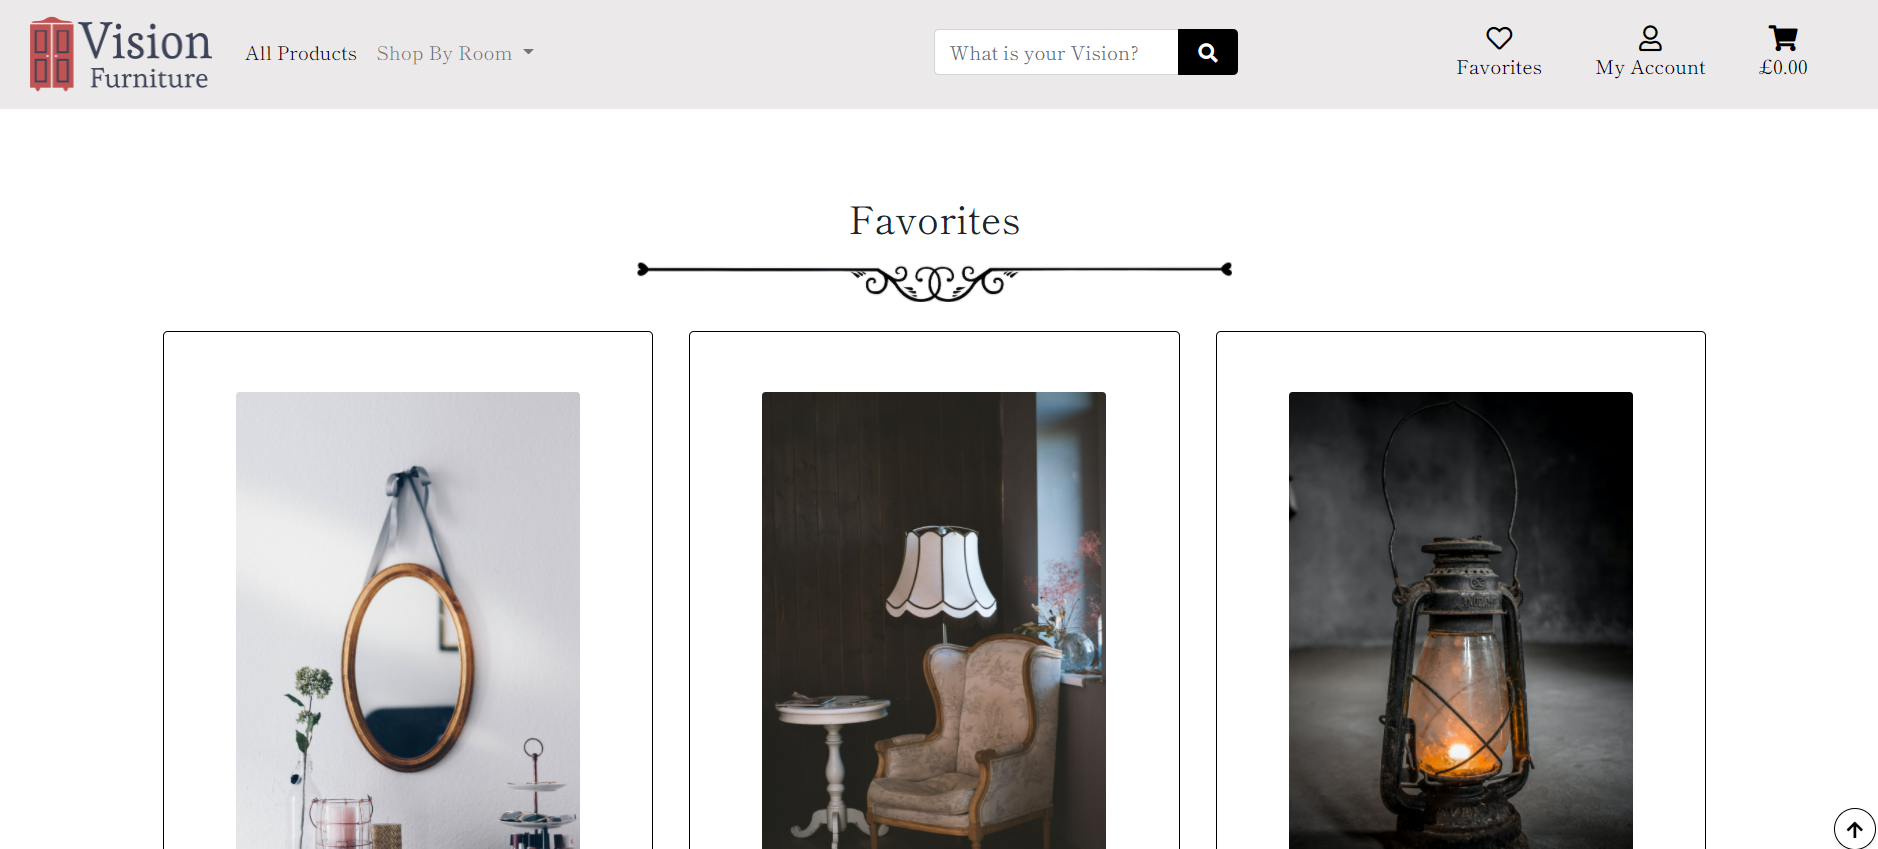 Vision
Furniture
All Products
Shop By Room
What is your Vision?
Favorites
My Account
£0.00
Favorites